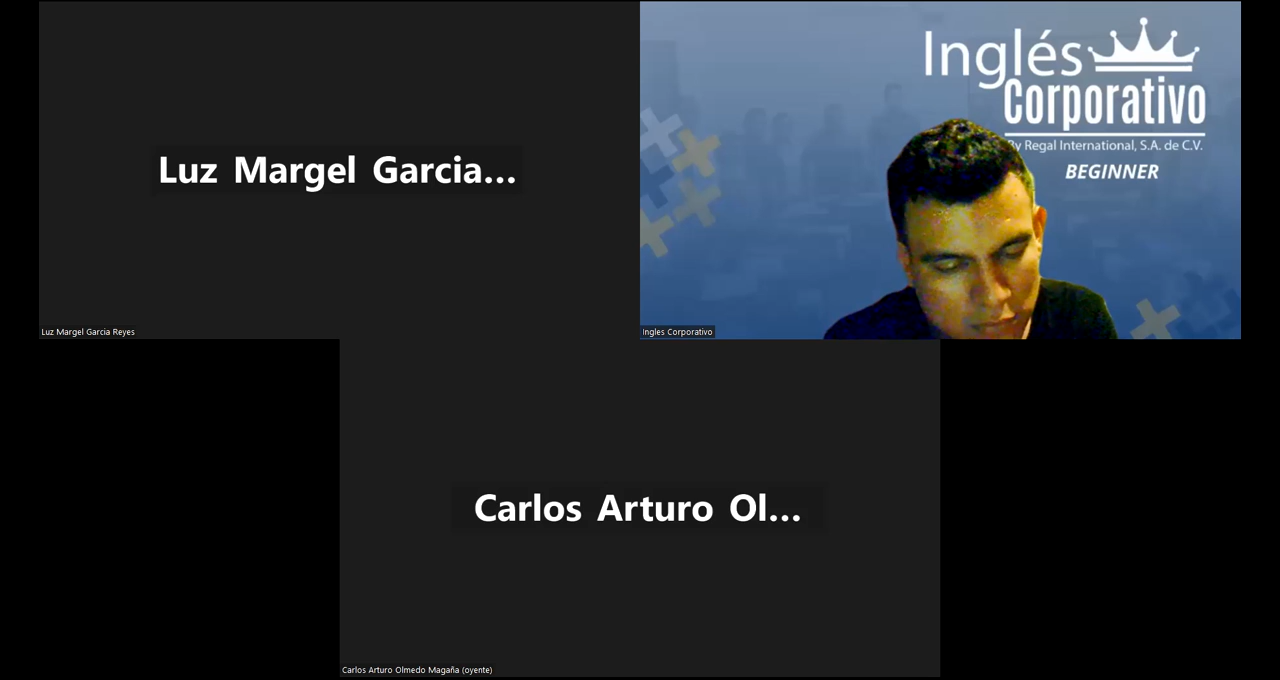 Luz Margel Garcia...
Luz Margel Garcia Reyes
Inglés
Corporativo
By Regal International, S.A. de C.V.
BEGINNER
Ingles Corporativo
Carlos Arturo Ol...
Carlos Arturo Olmedo Magaña (oyente)